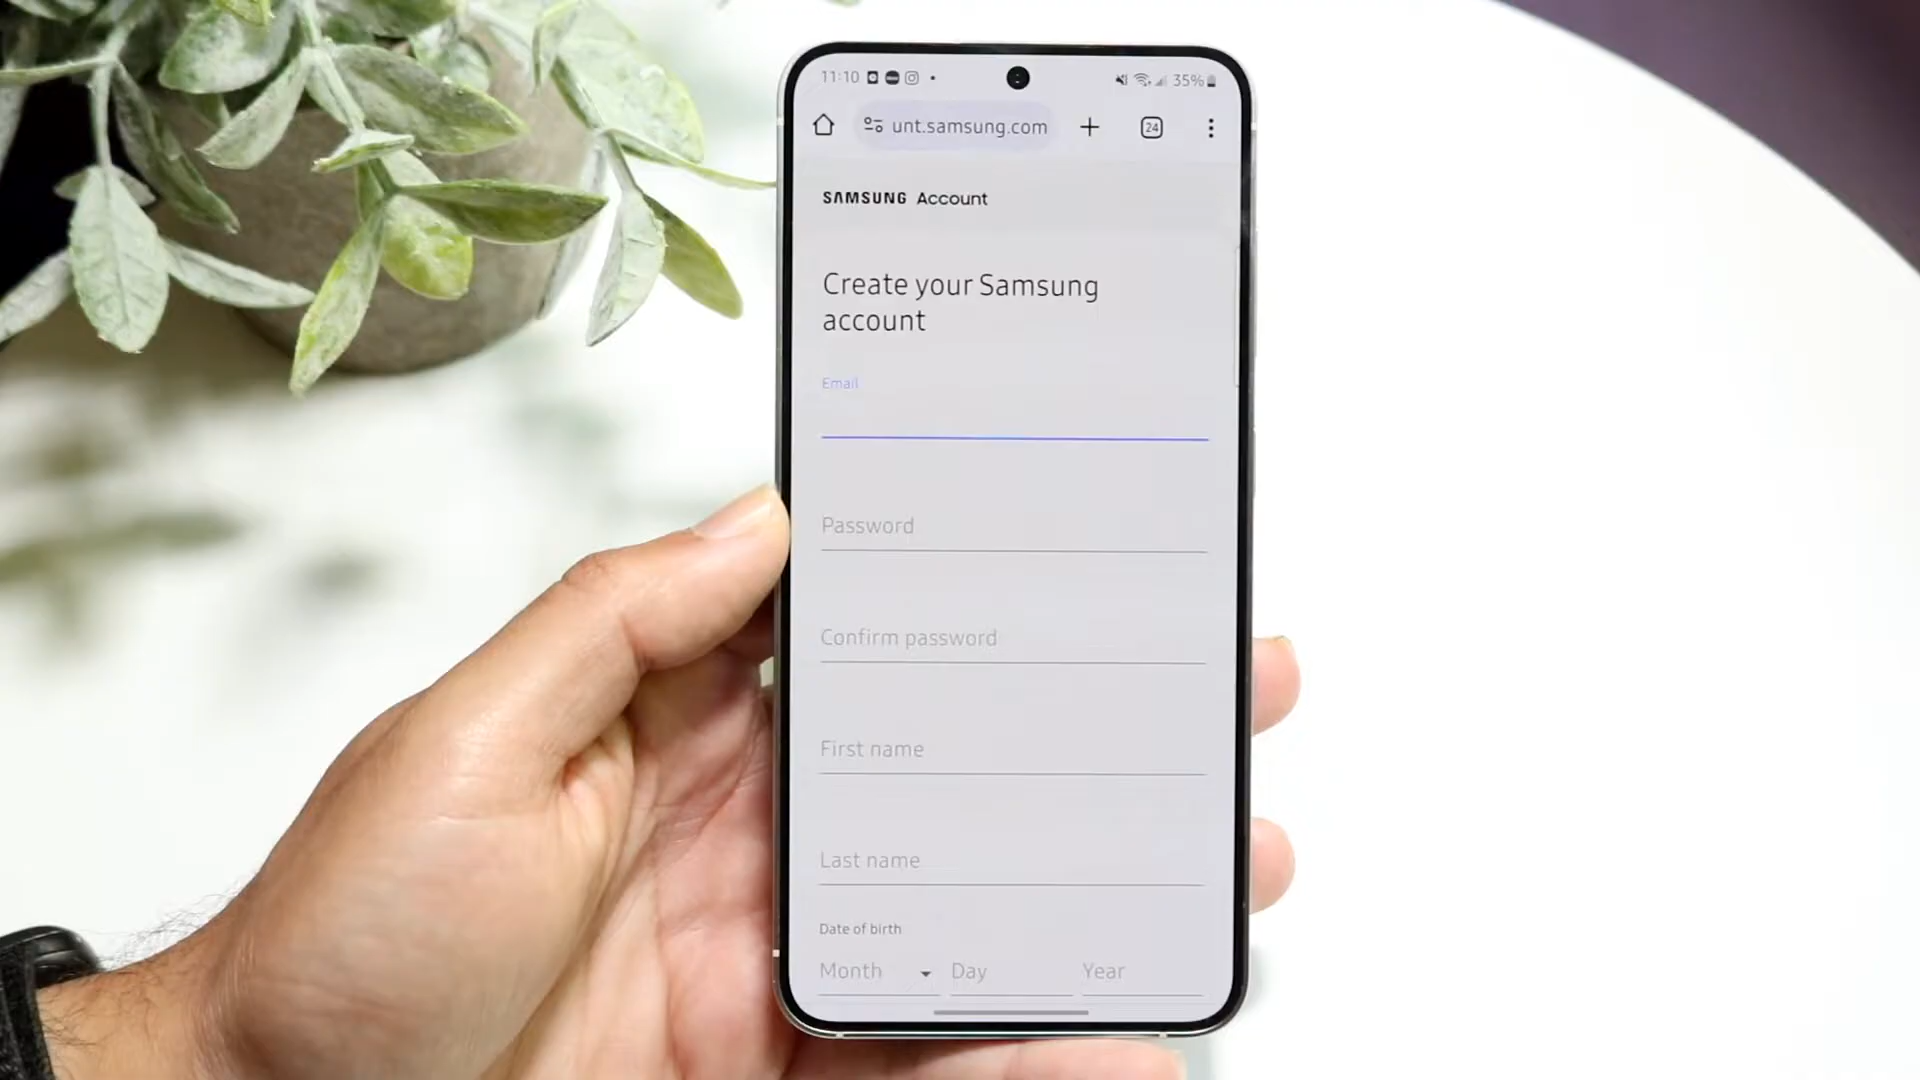 11:10
35%
unt.samsung.com
24
SAMSUNG Account
Create your Samsung
account
Email
Password
Confirm password
First name
Last name
Date of birth
Month Day Year